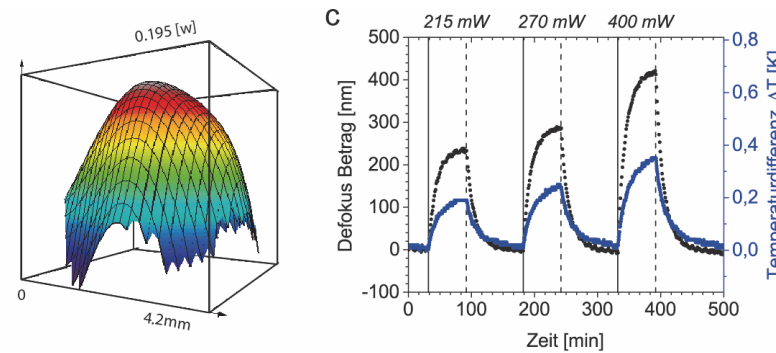 0.195 [w]
0
4.2mm
C
215 mW 270 mW 400 mW
500
400
300
200
100
0
-100
Defokus Betrag [nm]
0 100 200 300 400 500
Zeit [min]
0,8
0,6
0,4
0,2
0,0
Temperaturdifferenz, ΔT [K]